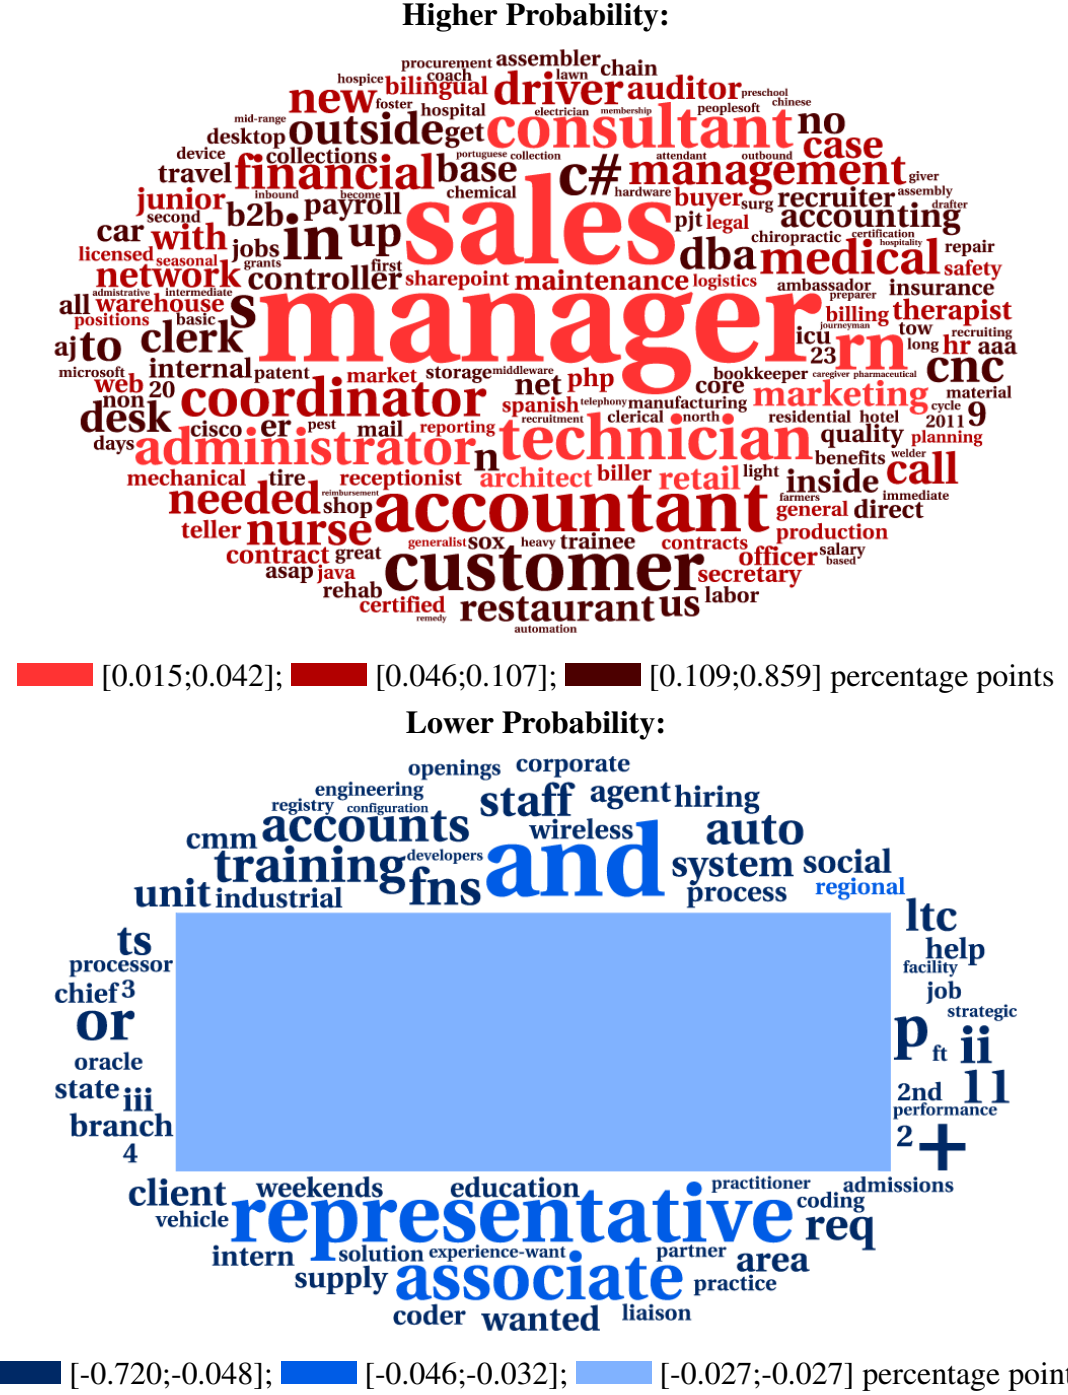 Higher Probability:
procurement assembler
hospice coach lawn chain
bilingual driver auditor preschool
new foster hospital electrician membership peoplesoft chinese
mid-range desktop outside get consultant no
device collections portuguese collection attendant outbound case
travel financial base c# management giver
junior inbound become chemical hardware buyer surg recruiter assembly
second b2b payroll sales pjt legal accounting drafter
car with jobs in up dba chiropractic certification hospitality repair
licensed seasonal grants first medical safety
network controller sharepoint maintenance logistics ambassador insurance
all admistrative intermediate warehouse s manager preparer billing therapist
positions basic journeyman tow recruiting
aj to clerk icu 23 rn long hr aaa
microsoft internal patent market storage middleware bookkeeper caregiver pharmaceutical cnc
web 20 net php core material
non coordinator spanish telephony manufacturing marketing cycle
desk cisco er pest mail reporting recruitment clerical north residential hotel 2011 9
days administrator n technician quality planning
benefits welder
mechanical tire receptionist architect biller retail light inside call
needed reimbursement shop accountant farmers immediate
general direct
teller nurse production
generalist sox heavy trainee contracts officer salary
contract great customer based
asap java secretary
rehab labor
certified restaurant us
remedy
automation
[0.015;0.042]; [0.046;0.107]; [0.109;0.859] percentage points
Lower Probability:
openings corporate
engineering staff agent hiring
registry configuration
cmm accounts wireless auto
training developers and system social
unit industrial fns process regional
ltc
ts help
processor facility
chief 3 job
or strategic
p ft ii
oracle
state iii 2nd 11
performance
branch 2 +
4
client weekends education practitioner admissions
vehicle representative coding
req
intern solution experience-want partner area
supply associate practice
coder wanted liaison
[-0.720;-0.048]; [-0.046;-0.032]; [-0.027;-0.027] percentage point